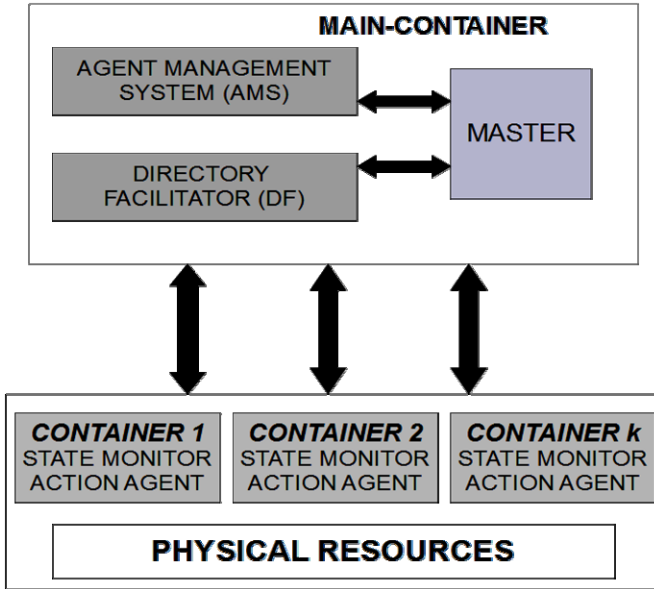 MAIN-CONTAINER
AGENT MANAGEMENT
SYSTEM (AMS)
MASTER
DIRECTORY
FACILITATOR (DF)
CONTAINER 1
STATE MONITOR
ACTION AGENT
CONTAINER 2
STATE MONITOR
ACTION AGENT
CONTAINER k
STATE MONITOR
ACTION AGENT
PHYSICAL RESOURCES